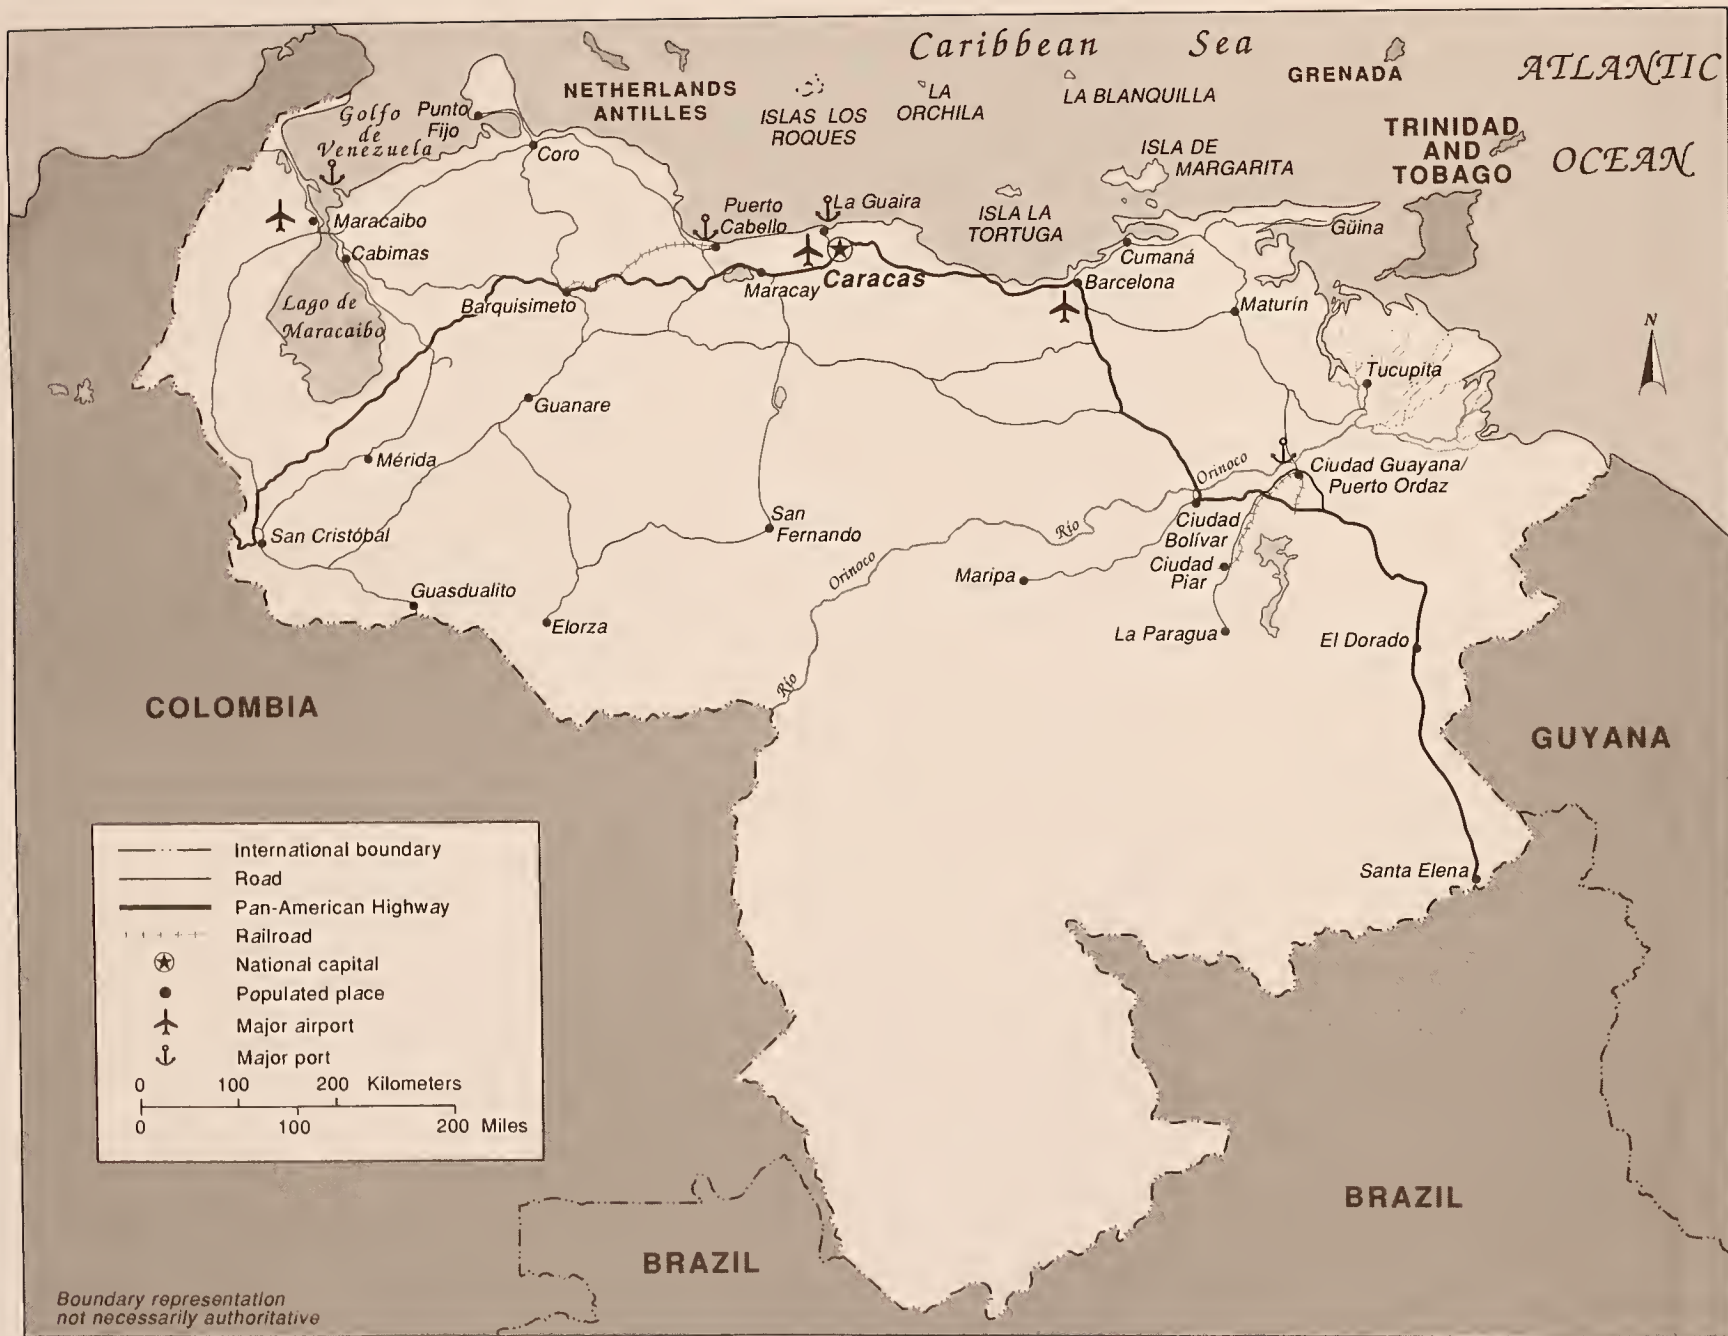 Caribbean Sea
ATLANTIC
OCEAN
GRENADA
NETHERLANDS
ANTILLES
ISLAS LOS
ROQUES
LA
ORCHILA
LA BLANQUILLA
TRINIDAD
AND
TOBAGO
ISLA DE
MARGARITA
ISLA LA
TORTUGA
Golfo
de
Venezuela
Punto
Fijo
Coro
Maracaibo
Cabimas
Puerto
Cabello
La Guaira
Caracas
Maracay
Cumaná
Güina
Barcelona
Maturín
Barquisimeto
Lago de
Maracaibo
Tucupita
N
Guanare
Mérida
Orinoco
Río
Ciudad Guayana/
Puerto Ordaz
San Cristóbal
San
Fernando
Ciudad
Bolívar
Ciudad
Piar
Orinoco
Maripa
Guasdualito
Elorza
La Paragua
El Dorado
Río
COLOMBIA
GUYANA
Santa Elena
International boundary
Road
Pan-American Highway
Railroad
National capital
Populated place
Major airport
Major port
0 100 200 Kilometers
0 100 200 Miles
BRAZIL
BRAZIL
Boundary representation
not necessarily authoritative